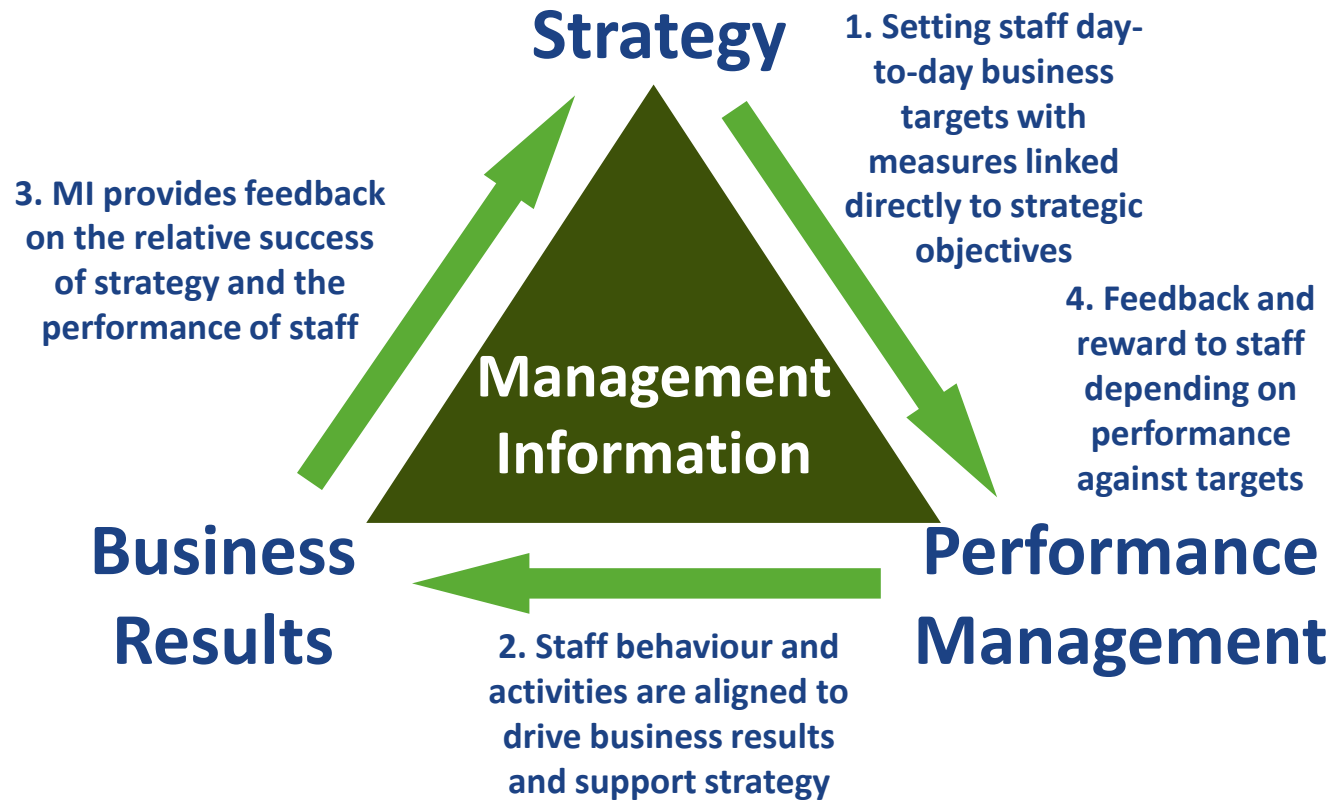 Strategy
1. Setting staff day-
to-day business
targets with
measures linked
directly to strategic
objectives
3. MI provides feedback
on the relative success
of strategy and the
performance of staff
4. Feedback and
reward to staff
depending on
performance
against targets
Management
Information
Business
Results
Performance
Management
2. Staff behaviour and
activities are aligned to
drive business results
and support strategy